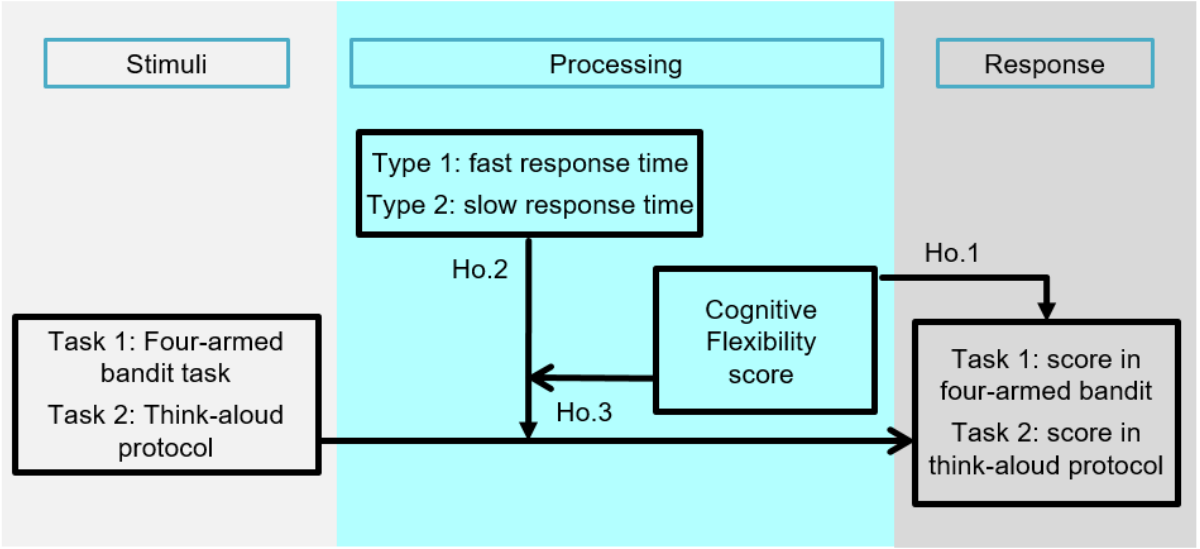 Stimuli
Processing
Response
Type 1: fast response time
Type 2: slow response time
Ho.2
Ho.1
Cognitive
Flexibility
score
Ho.3
Task 1: Four-armed
bandit task
Task 2: Think-aloud
protocol
Task 1: score in
four-armed bandit
Task 2: score in
think-aloud protocol